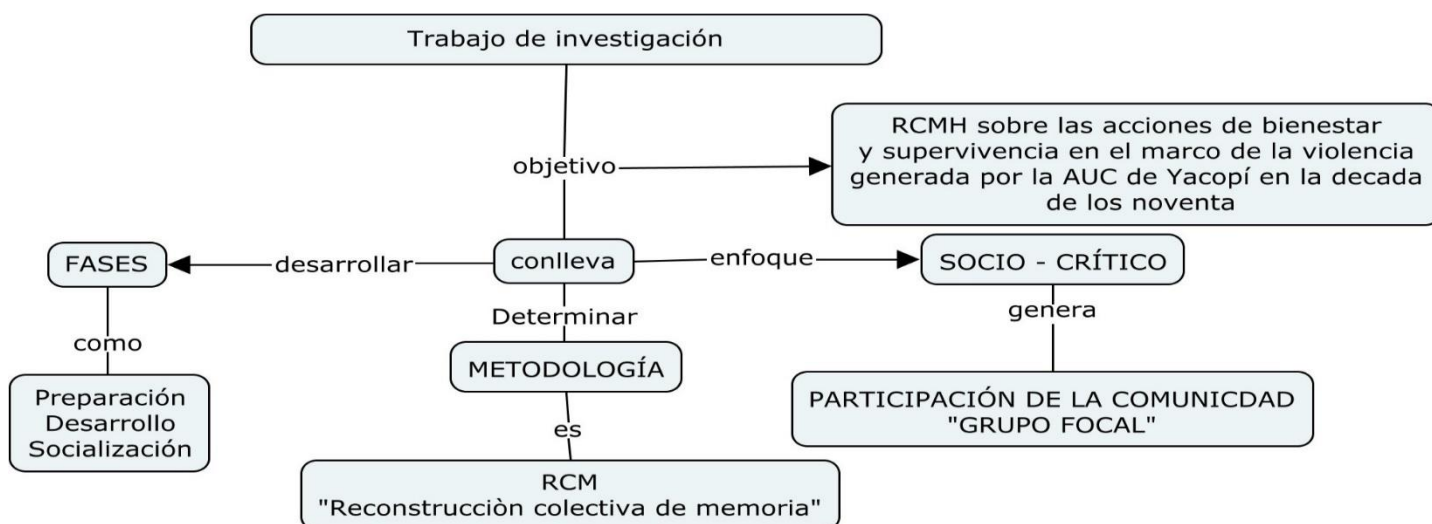 Trabajo de investigación
objetivo
RCMH sobre las acciones de bienestar
y supervivencia en el marco de la violencia
generada por la AUC de Yacopí en la decada
de los noventa
FASES
desarrollar
conlleva
enfoque
SOCIO - CRÍTICO
como
Determinar
genera
Preparación
Desarrollo
Socialización
METODOLOGÍA
PARTICIPACIÓN DE LA COMUNICDAD
"GRUPO FOCAL"
es
RCM
"Reconstrucciòn colectiva de memoria"